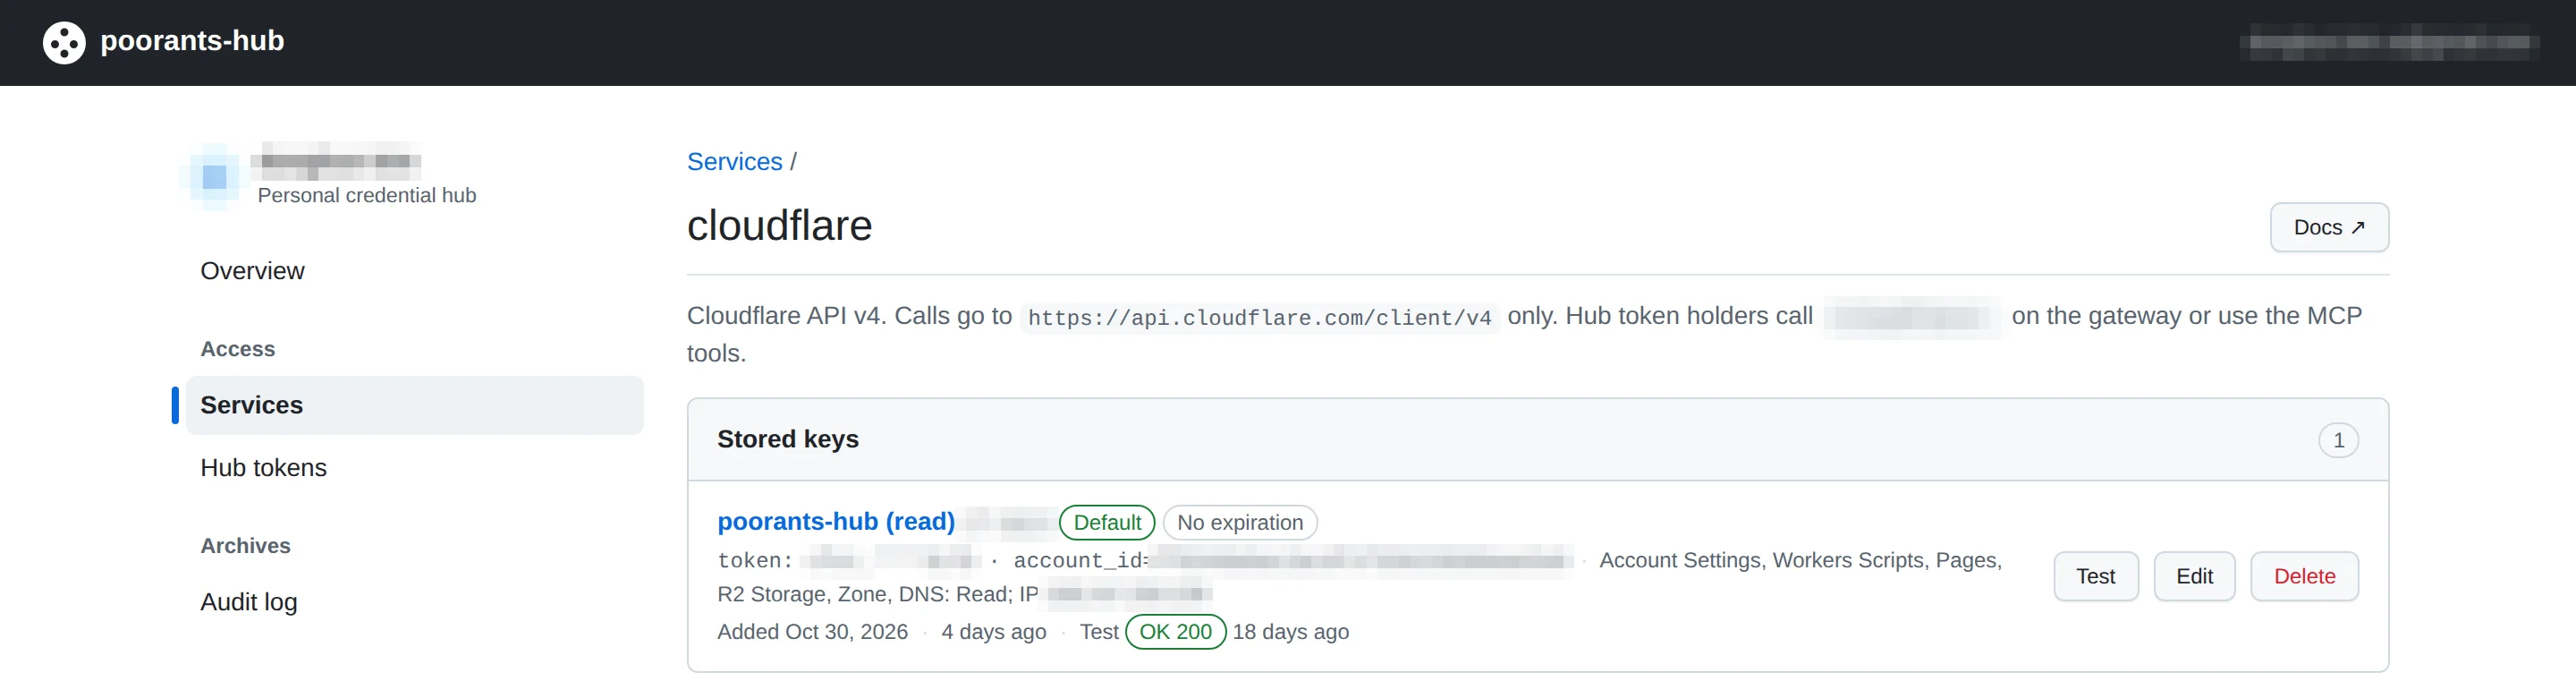 poorants-hub
Personal credential hub
Overview
Access
Services
Hub tokens
Archives
Audit log
Services /
cloudflare
Docs ↗
Cloudflare API v4. Calls go to https://api.cloudflare.com/client/v4 only. Hub token holders call on the gateway or use the MCP
tools.
Stored keys
1
poorants-hub (read) Default No expiration
token: · account_id= · Account Settings, Workers Scripts, Pages,
R2 Storage, Zone, DNS: Read; IP
Added Oct 30, 2026 · 4 days ago · Test OK 200 18 days ago
Test Edit Delete